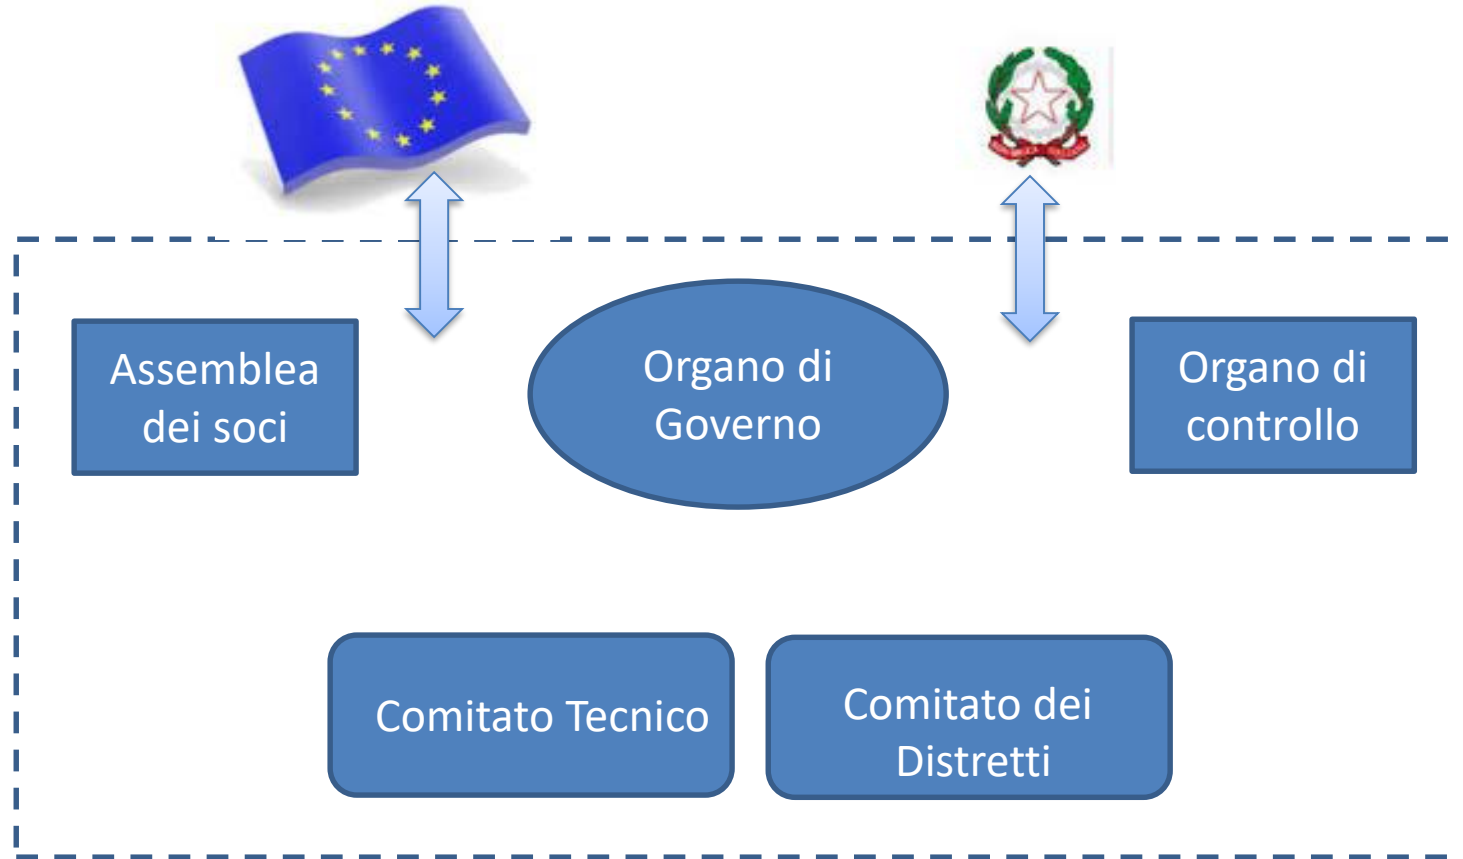 Assemblea
dei soci
Organo di
Governo
Organo di
controllo
Comitato Tecnico
Comitato dei
Distretti